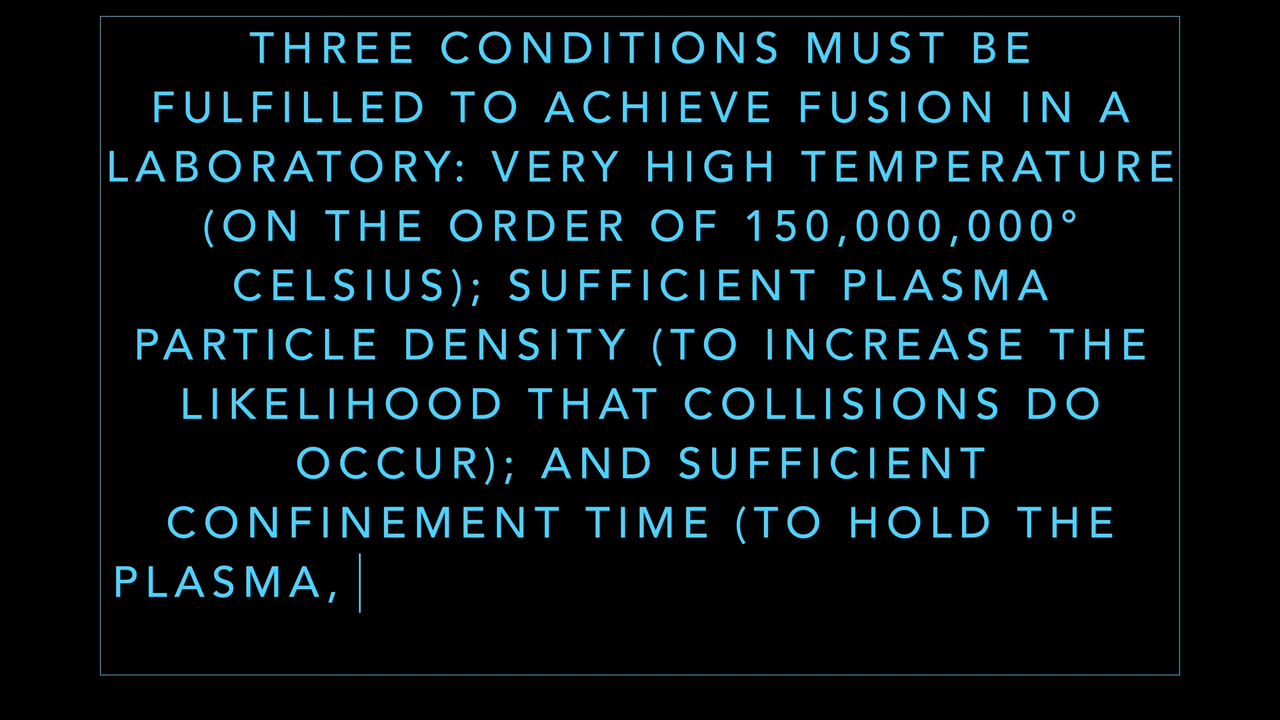 THREE CONDITIONS MUST BE
FULFILLED TO ACHIEVE FUSION IN A
LABORATORY: VERY HIGH TEMPERATURE
(ON THE ORDER OF 150,000,000°
CELSIUS); SUFFICIENT PLASMA
PARTICLE DENSITY (TO INCREASE THE
LIKELIHOOD THAT COLLISIONS DO
OCCUR); AND SUFFICIENT
CONFINEMENT TIME (TO HOLD THE
PLASMA,